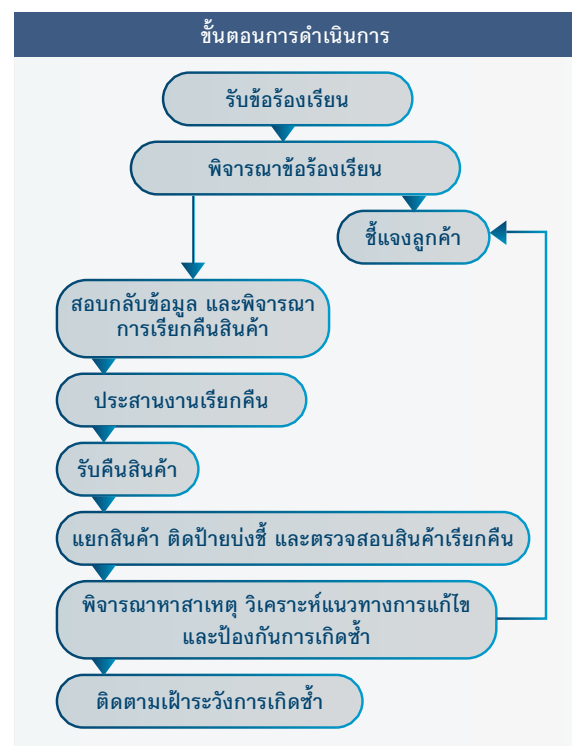 ขั้นตอนการดำเนินการ
รับข้อร้องเรียน
พิจารณาข้อร้องเรียน
ชี้แจงลูกค้า
สอบกลับข้อมูล และพิจารณา
การเรียกคืนสินค้า
ประสานงานเรียกคืน
รับคืนสินค้า
แยกสินค้า ติดป้ายบ่งชี้ และตรวจสอบสินค้าเรียกคืน
พิจารณาหาสาเหตุ วิเคราะห์แนวทางการแก้ไข
และป้องกันการเกิดซ้ำ
ติดตามเฝ้าระวังการเกิดซ้ำ